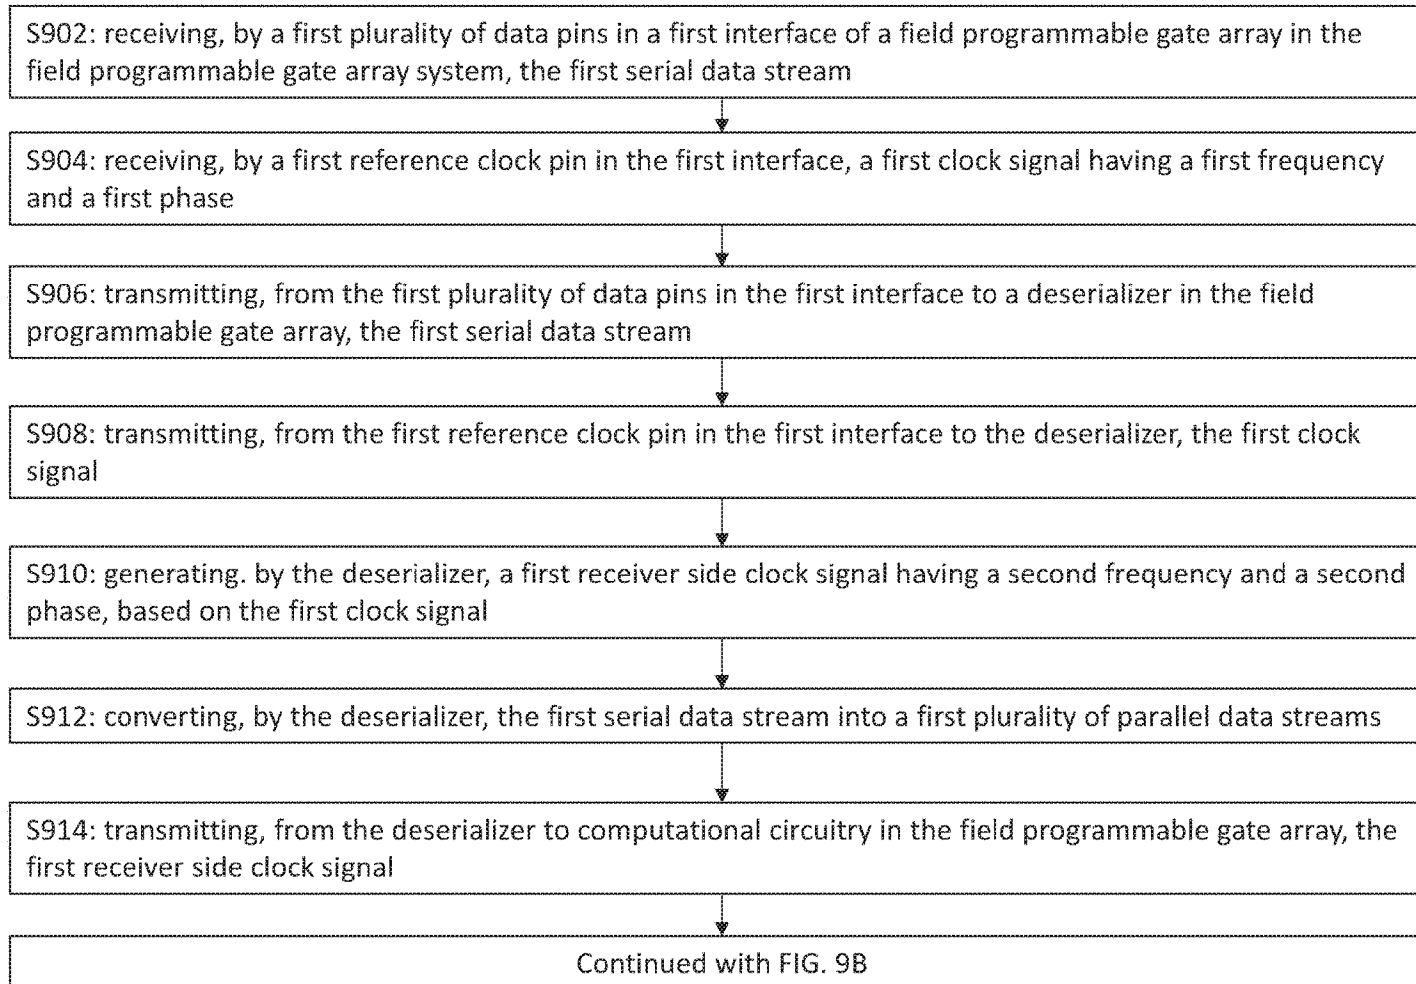 S902: receiving, by a first plurality of data pins in a first interface of a field programmable gate array in the
field programmable gate array system, the first serial data stream
S904: receiving, by a first reference clock pin in the first interface, a first clock signal having a first frequency
and a first phase
S906: transmitting, from the first plurality of data pins in the first interface to a deserializer in the field
programmable gate array, the first serial data stream
S908: transmitting, from the first reference clock pin in the first interface to the deserializer, the first clock
signal
S910: generating. by the deserializer, a first receiver side clock signal having a second frequency and a second
phase, based on the first clock signal
S912: converting, by the deserializer, the first serial data stream into a first plurality of parallel data streams
S914: transmitting, from the deserializer to computational circuitry in the field programmable gate array, the
first receiver side clock signal
Continued with FIG. 9B